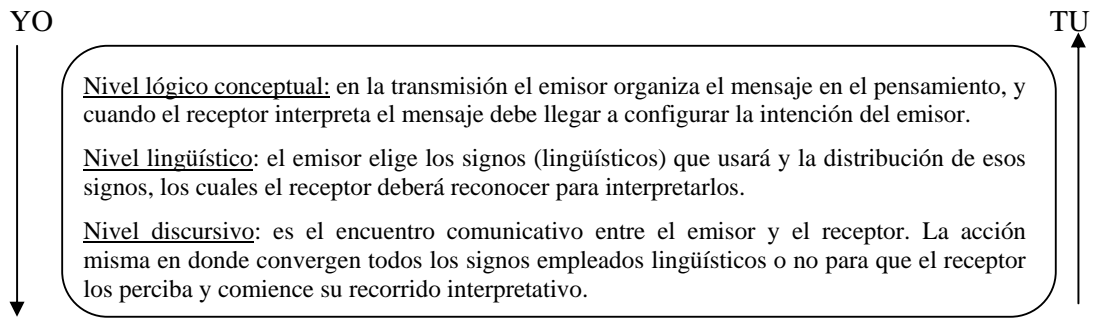 YO
TU
Nivel lógico conceptual: en la transmisión el emisor organiza el mensaje en el pensamiento, y
cuando el receptor interpreta el mensaje debe llegar a configurar la intención del emisor.
Nivel lingüístico: el emisor elige los signos (lingüísticos) que usará y la distribución de esos
signos, los cuales el receptor deberá reconocer para interpretarlos.
Nivel discursivo: es el encuentro comunicativo entre el emisor y el receptor. La acción
misma en donde convergen todos los signos empleados lingüísticos o no para que el receptor
los perciba y comience su recorrido interpretativo.